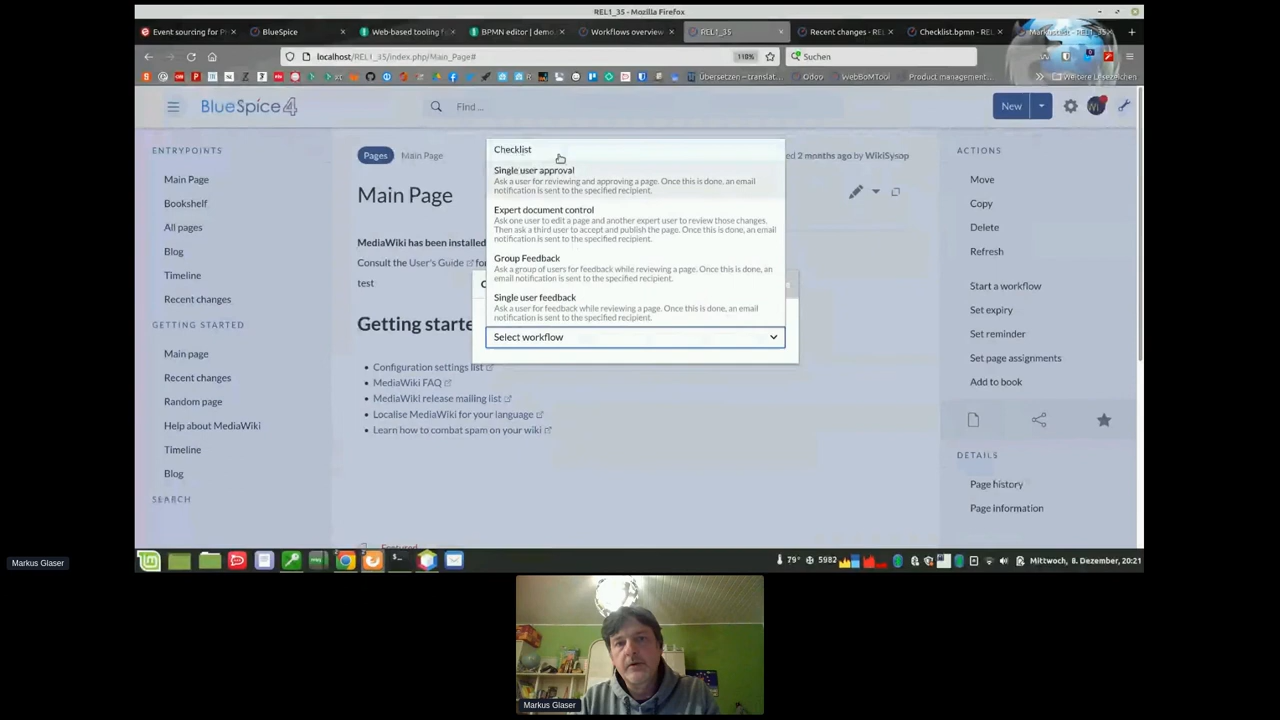 REL1_35 - Mozilla Firefox
Event sourcing for P
BlueSpice
Web-based tooling f
BPMN editor | demo.
Workflows overview
REL1_35
Recent changes - RE
Checklist.bpmn - REL
Markustedt - REL1_35
localhost/REL1_35/index.php/Main_Page#
110%
Suchen
Übersetzen – translat...
Odoo
WebBoMTool
Product management...
Weitere Lesezeichen
BlueSpice 4
Find ...
New
ENTRYPOINTS
Main Page
Bookshelf
All pages
Blog
Timeline
Recent changes
GETTING STARTED
Main page
Recent changes
Random page
Help about MediaWiki
Timeline
Blog
SEARCH
Pages
Main Page
ed 2 months ago by WikiSysop
Main Page
MediaWiki has been installed
Consult the User's Guide
test
Getting starte
Configuration settings list
MediaWiki FAQ
MediaWiki release mailing list
Localise MediaWiki for your language
Learn how to combat spam on your wiki
Checklist
Single user approval
Ask a user for reviewing and approving a page. Once this is done, an email
notification is sent to the specified recipient.
Expert document control
Ask one user to edit a page and another expert user to review those changes.
Then ask a third user to accept and publish the page. Once this is done, an email
notification is sent to the specified recipient.
Group Feedback
Ask a group of users for feedback while reviewing a page. Once this is done, an
email notification is sent to the specified recipient.
Single user feedback
Ask a user for feedback while reviewing a page. Once this is done, an email
notification is sent to the specified recipient.
Select workflow
ACTIONS
Move
Copy
Delete
Refresh
Start a workflow
Set expiry
Set reminder
Set page assignments
Add to book
DETAILS
Page history
Page information
79°
5982
Mittwoch, 8. Dezember, 20:21
Markus Glaser
Markus Glaser